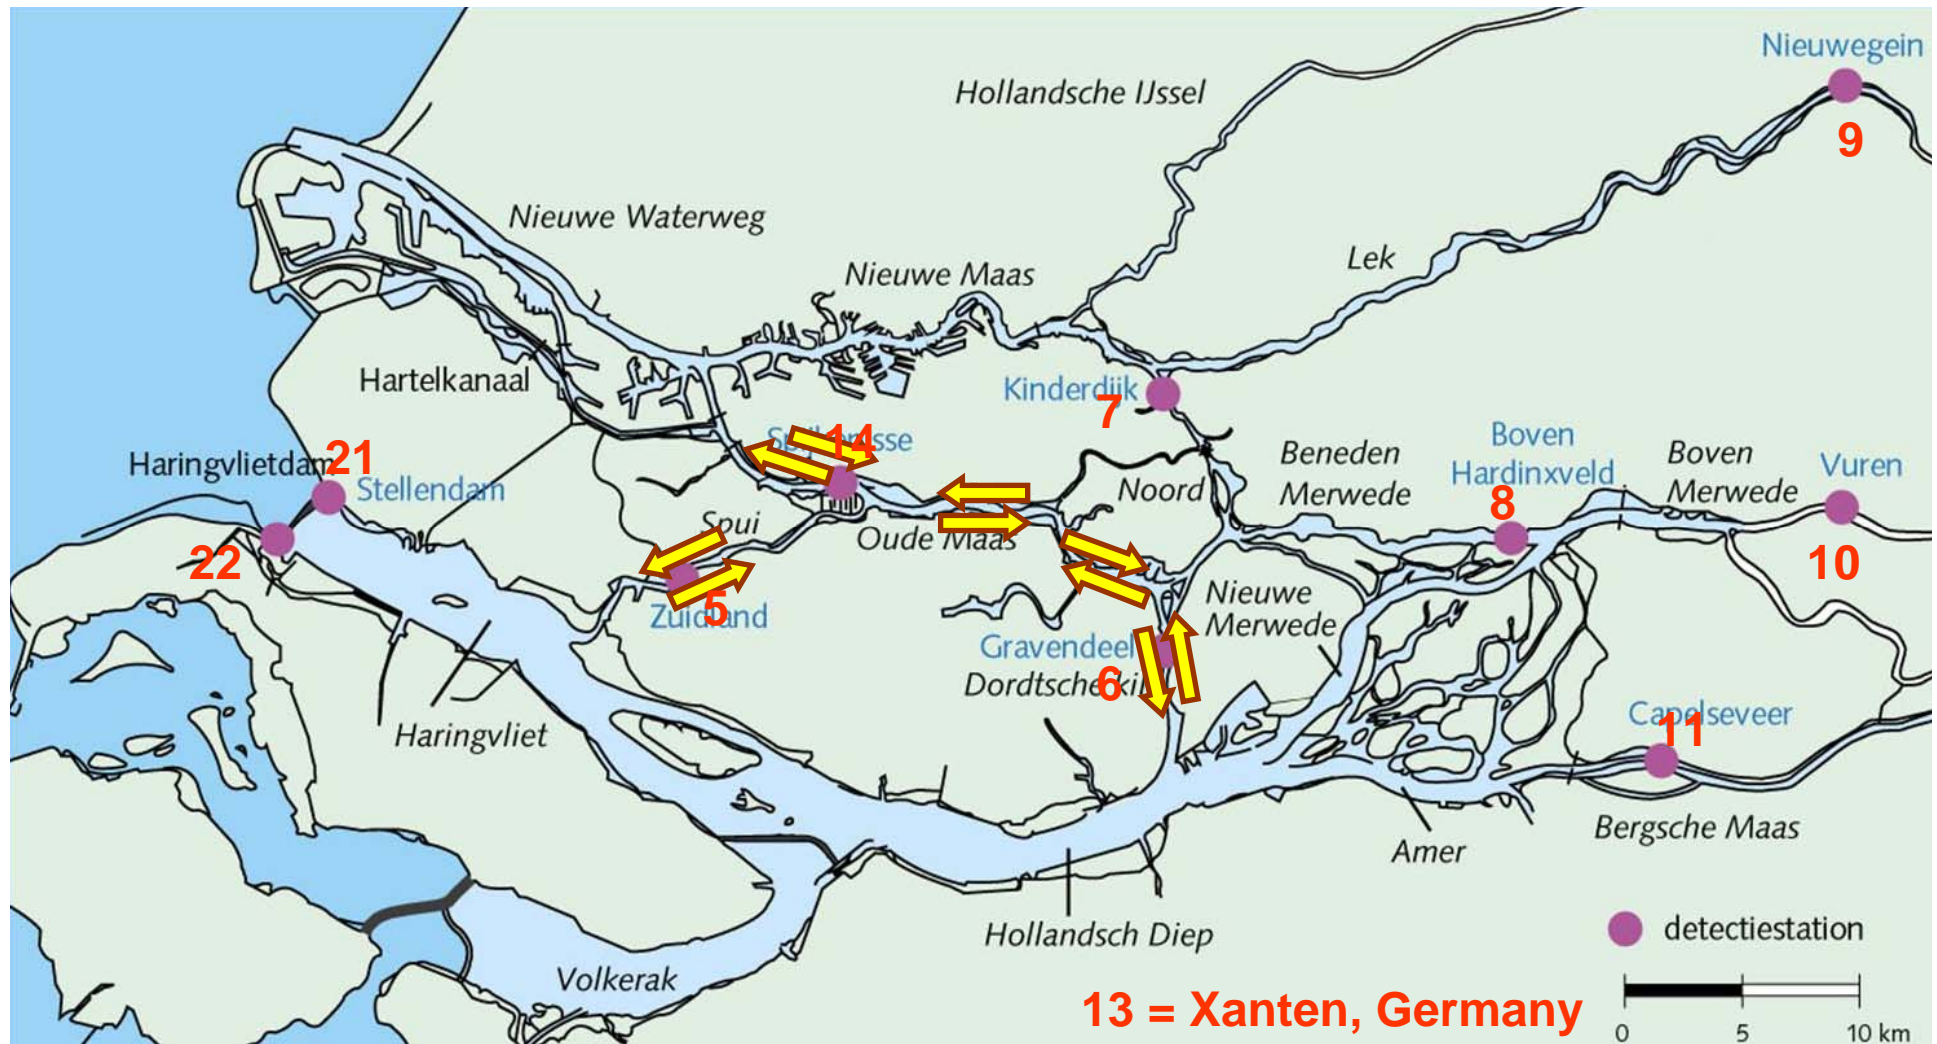 Nieuwegein
9
Hollandsche IJssel
Nieuwe Waterweg
Lek
Nieuwe Maas
Hartelkanaal
Kinderdijk
7
14
Haringvlietdam
21
Stellendam
22
Spui
Oude Maas
Noord
Beneden
Merwede
Boven
Hardinxveld
8
Boven
Merwede
Vuren
10
5
Zuidland
Nieuwe
Merwede
Gravendeel
6
Haringvliet
Capelseveer
11
Bergsche Maas
Amer
Hollandsch Diep
Volkerak
detectiestation
13 = Xanten, Germany
0 5 10 km